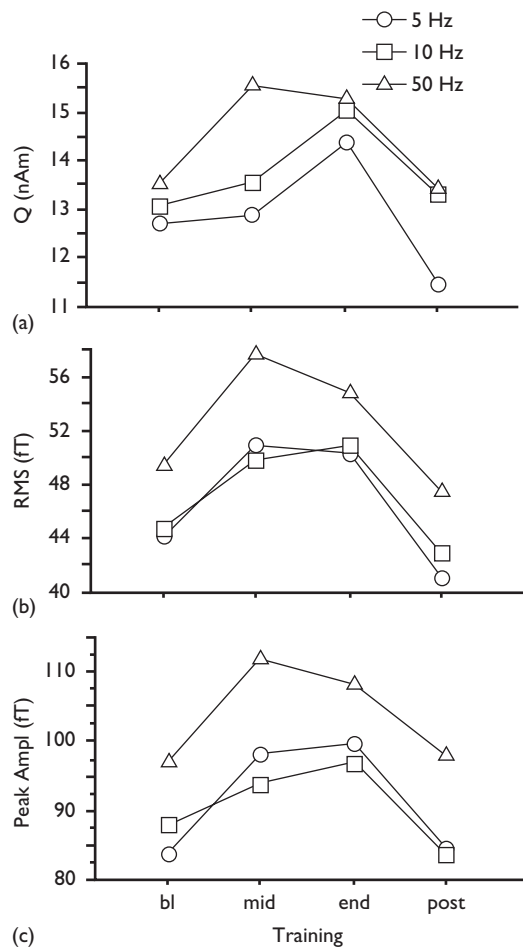 5 Hz
10 Hz
50 Hz
16
15
14
13
12
11
Q (nAm)
(a)
56
52
48
44
40
RMS (fT)
(b)
110
100
90
80
Peak Ampl (fT)
bl mid end post
(c) Training